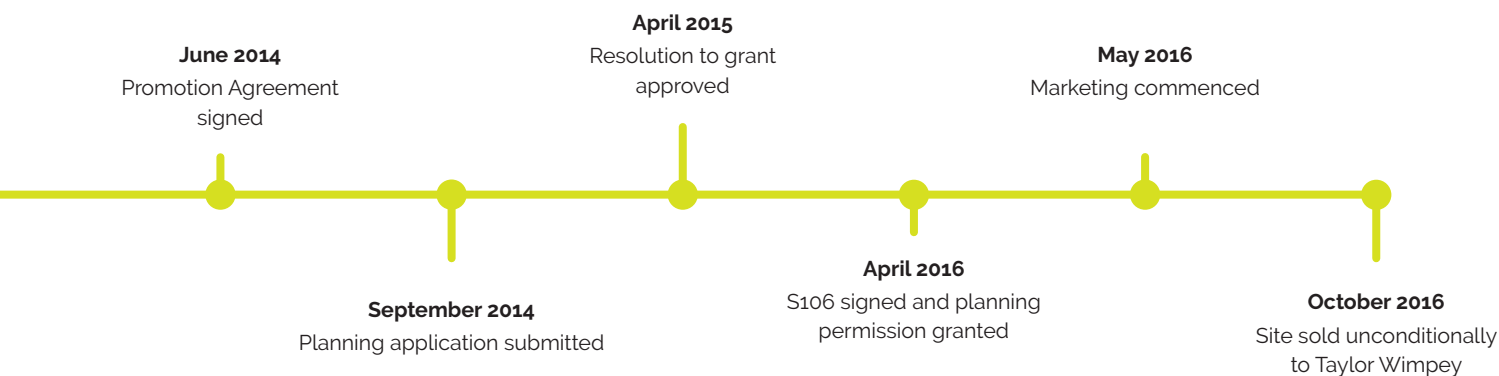 June 2014
Promotion Agreement
signed
September 2014
Planning application submitted
April 2015
Resolution to grant
approved
April 2016
S106 signed and planning
permission granted
May 2016
Marketing commenced
October 2016
Site sold unconditionally
to Taylor Wimpey